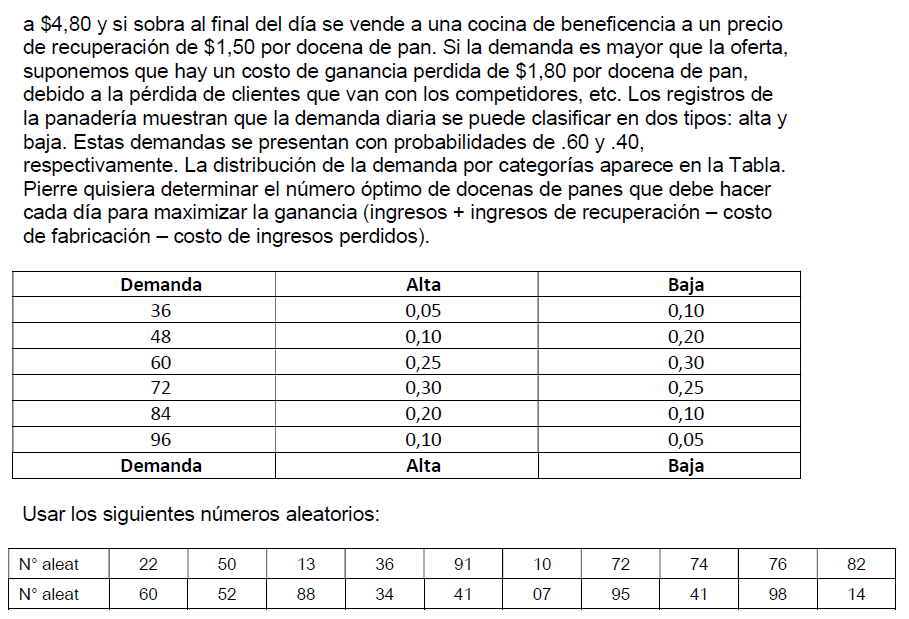 a $4,80 y si sobra al final del día se vende a una cocina de beneficencia a un precio
de recuperación de $1,50 por docena de pan. Si la demanda es mayor que la oferta,
suponemos que hay un costo de ganancia perdida de $1,80 por docena de pan,
debido a la pérdida de clientes que van con los competidores, etc. Los registros de
la panadería muestran que la demanda diaria se puede clasificar en dos tipos: alta y
baja. Estas demandas se presentan con probabilidades de .60 y .40,
respectivamente. La distribución de la demanda por categorías aparece en la Tabla.
Pierre quisiera determinar el número óptimo de docenas de panes que debe hacer
cada día para maximizar la ganancia (ingresos + ingresos de recuperación – costo
de fabricación – costo de ingresos perdidos).
Demanda Alta Baja
36 0,05 0,10
48 0,10 0,20
60 0,25 0,30
72 0,30 0,25
84 0,20 0,10
96 0,10 0,05
Demanda Alta Baja
Usar los siguientes números aleatorios:
N° aleat 22 50 13 36 91 10 72 74 76 82
N° aleat 60 52 88 34 41 07 95 41 98 14